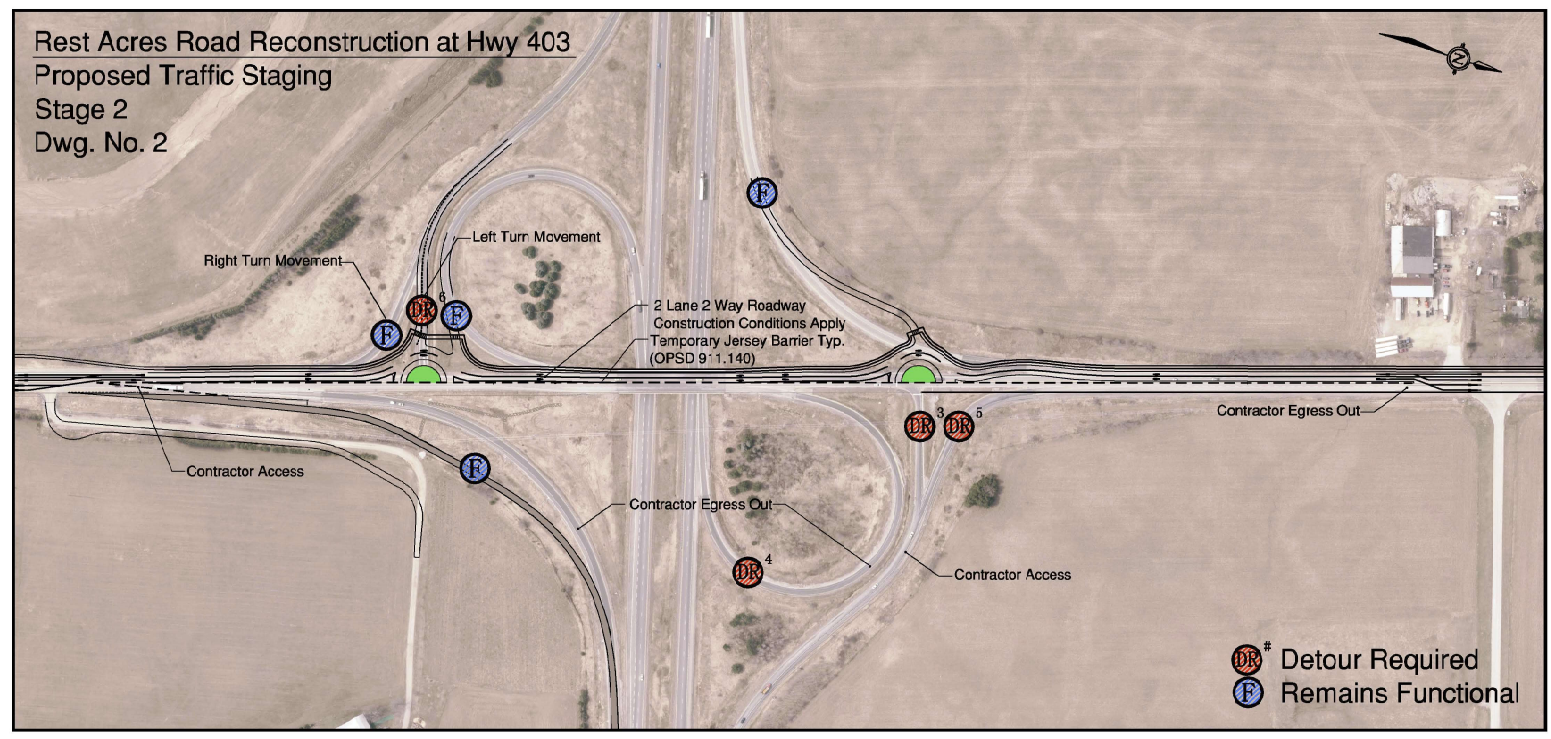 Rest Acres Road Reconstruction at Hwy 403
Proposed Traffic Staging
Stage 2
Dwg. No. 2
N
F
Left Turn Movement
Right Turn Movement
DR 6
F
F
2 Lane 2 Way Roadway
Construction Conditions Apply
Temporary Jersey Barrier Typ.
(OPSD 911.140)
Contractor Egress Out
DR 3
DR 5
Contractor Access
F
Contractor Egress Out
DR 4
Contractor Access
DR # Detour Required
F Remains Functional